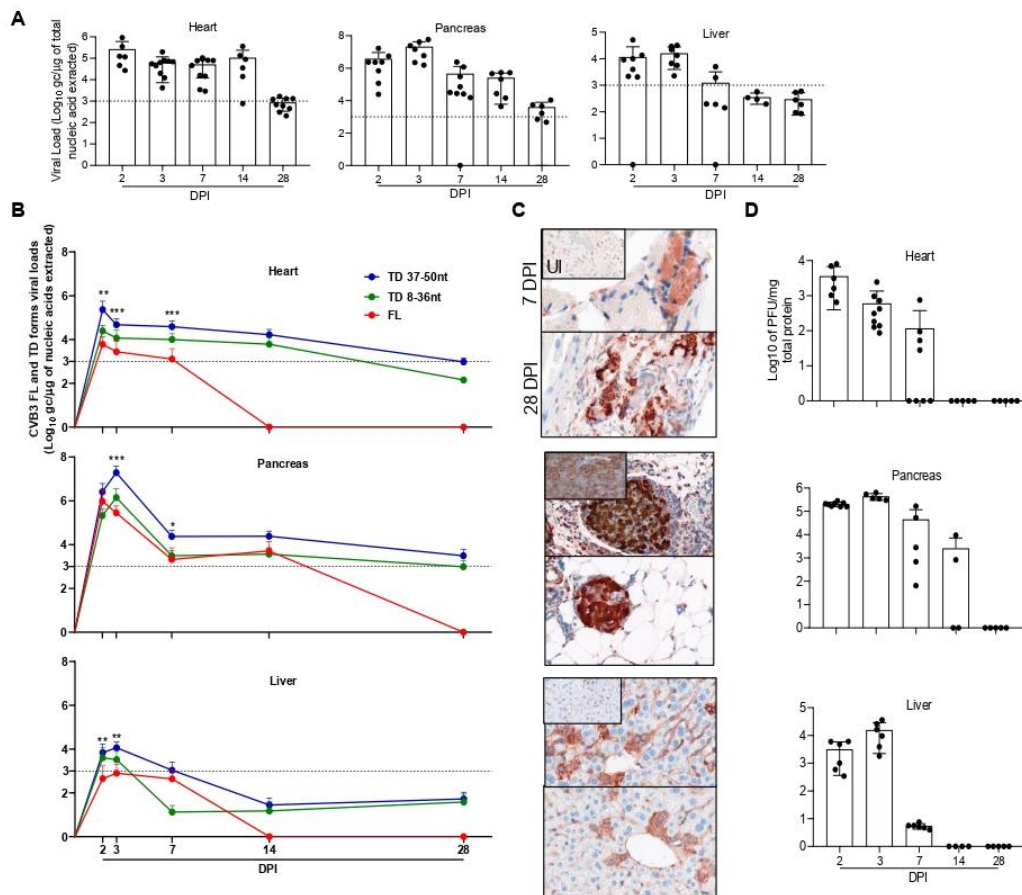 A
Heart
Pancreas
Liver
Viral Load (Log10 gc/µg of total
nucleic acid extracted)
6
5
4
3
2
1
0
2 3 7 14 28
DPI
8
6
4
2
0
2 3 7 14 28
DPI
5
4
3
2
1
0
2 3 7 14 28
DPI
B
CVB3 FL and TD forms viral loads
(Log10 gc/µg of nucleic acids extracted)
Heart
TD 37-50nt
TD 8-36nt
FL
8
6
4
3
2
0
** *** ***
Pancreas
8
6
4
3
2
0
*** *
Liver
8
6
4
3
2
0
** **
2 3 7 14 28
DPI
C
UI
7 DPI
28 DPI
D
Heart
Log10 of PFU/mg
total protein
4
3
2
1
0
Pancreas
6
5
4
3
2
1
0
Liver
5
4
3
2
1
0
2 3 7 14 28
DPI